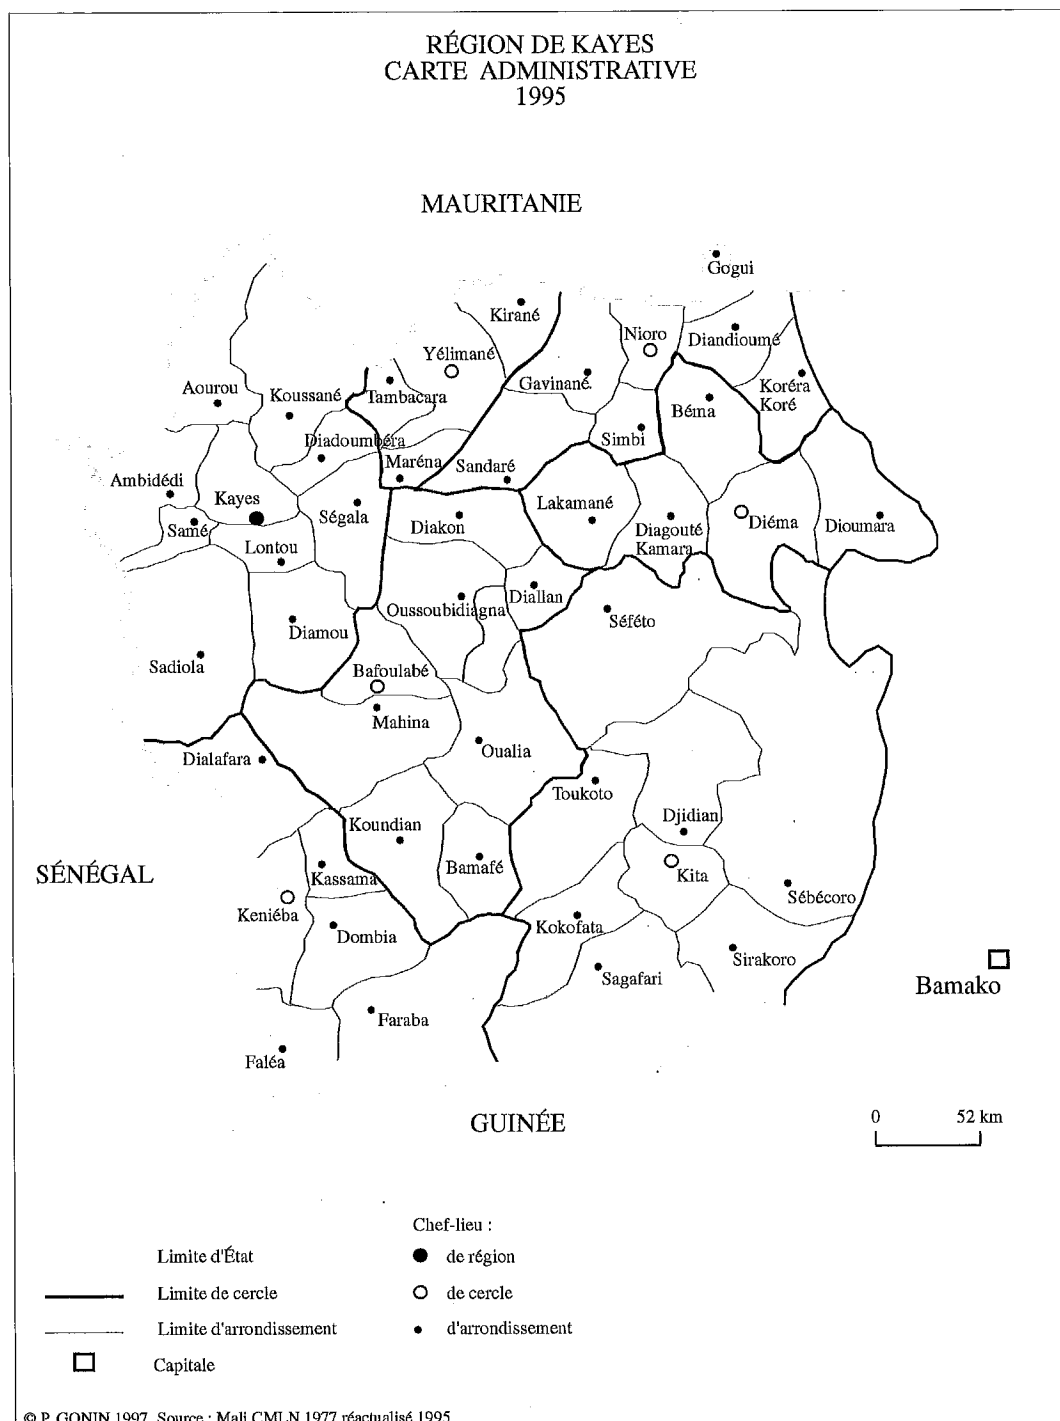 RÉGION DE KAYES
CARTE ADMINISTRATIVE
1995
MAURITANIE
Gogui
Kirané
Nioro
Diandioumé
Yélimané
Gavinané
Koréra
Koré
Aourou
Koussané
Tambacara
Béma
Diadoumbéra
Simbi
Maréna
Sandaré
Ambidédi
Kayes
Ségala
Lakamané
Samé
Diakon
Diagouté
Kamara
Diéma
Dioumara
Lontou
Diallan
Oussoubidiagna
Séféto
Diamou
Sadiola
Bafoulabé
Mahina
Oualia
Dialafara
Toukoto
Koundian
Djidian
SÉNÉGAL
Kassama
Bamafé
Kita
Sébécoro
Keniéba
Dombia
Kokofata
Sirakoro
Sagafari
Bamako
Faraba
Faléa
GUINÉE
0 52 km
Chef-lieu :
Limite d'État
de région
Limite de cercle
de cercle
Limite d'arrondissement
d'arrondissement
Capitale
© P. GONIN 1997 Source : Mali CMLN 1977 réactualisé 1995